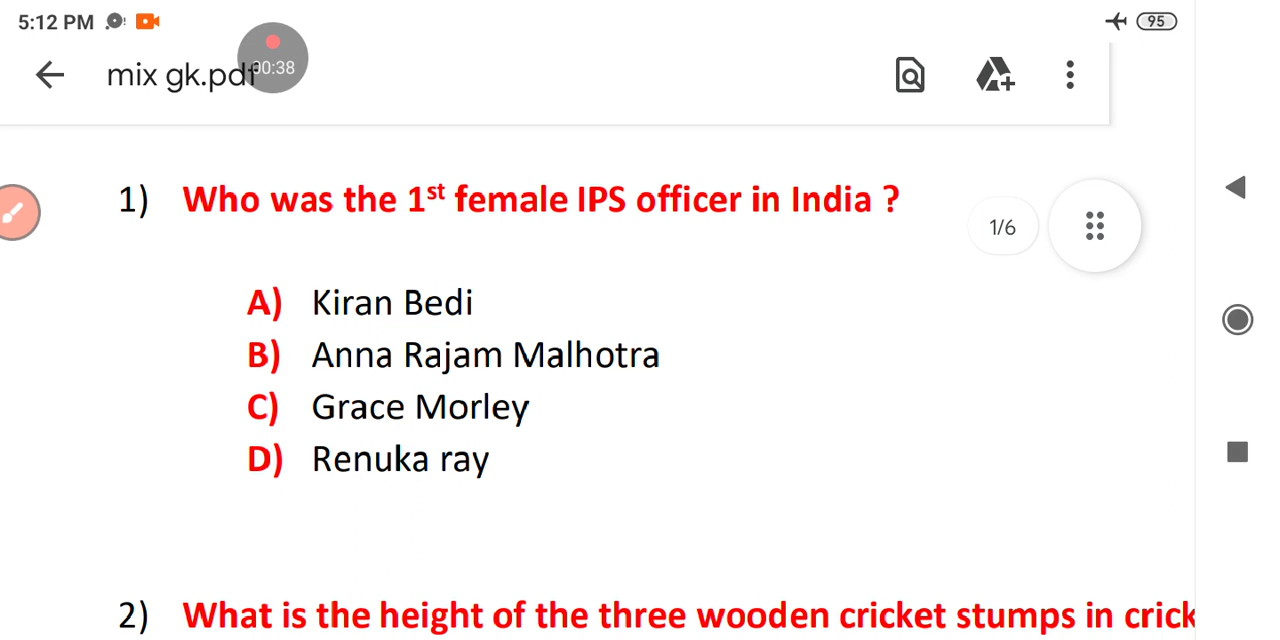 5:12 PM 95
mix gk.pdf 00:38
1) Who was the 1st female IPS officer in India ?
1/6
A) Kiran Bedi
B) Anna Rajam Malhotra
C) Grace Morley
D) Renuka ray
2) What is the height of the three wooden cricket stumps in crick